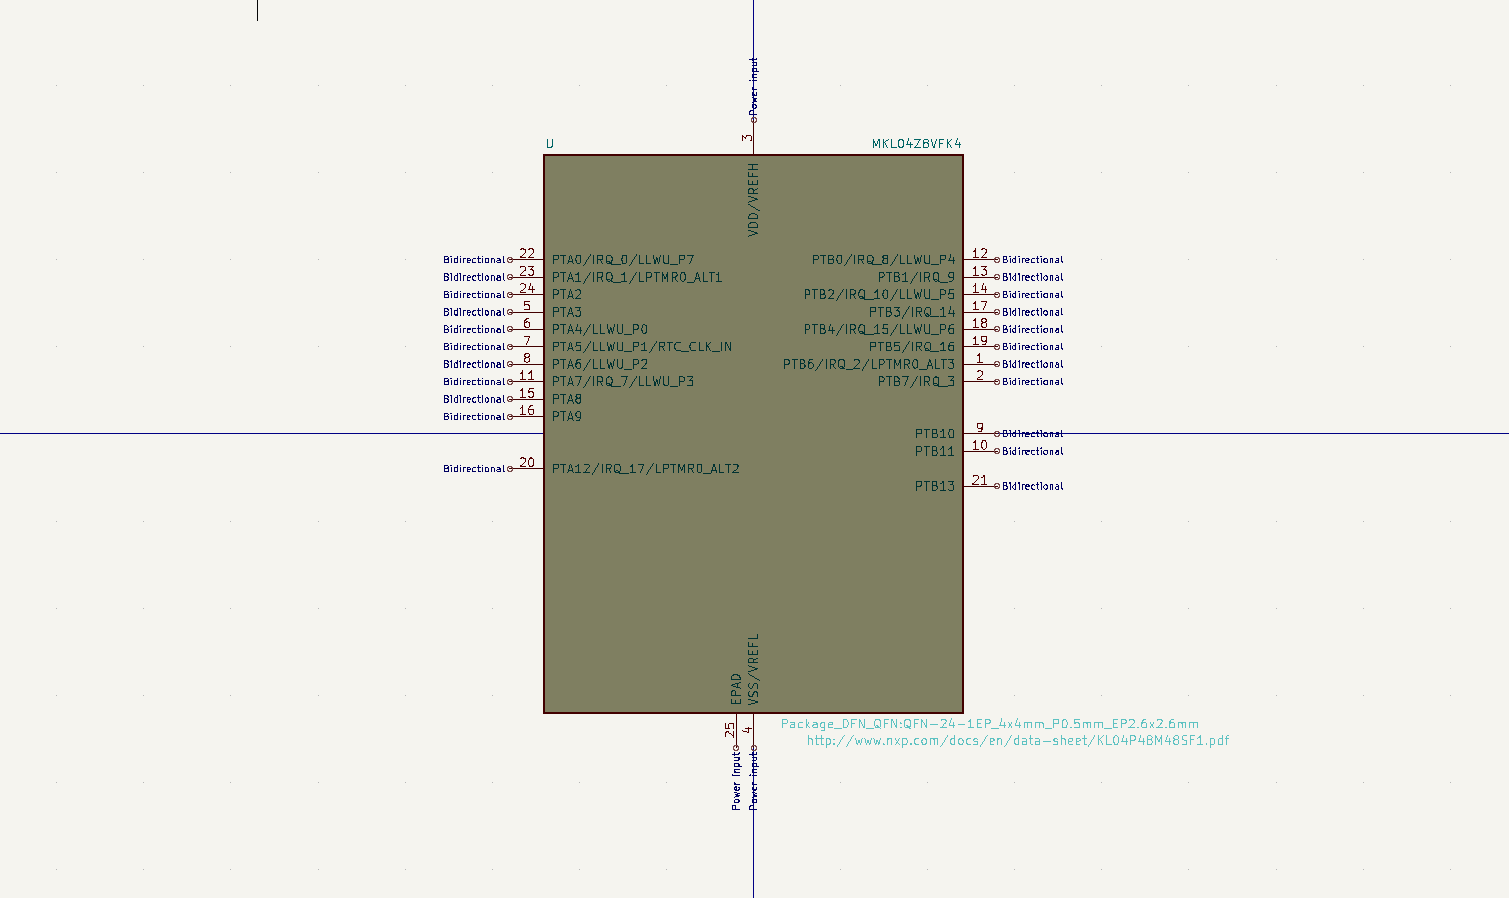 Power input
3
U MKL04Z8VFK4
VDD/VREFH
Bidirectional 22 PTA0/IRQ_0/LLWU_P7 PTB0/IRQ_8/LLWU_P4 12 Bidirectional
Bidirectional 23 PTA1/IRQ_1/LPTMR0_ALT1 PTB1/IRQ_9 13 Bidirectional
Bidirectional 24 PTA2 PTB2/IRQ_10/LLWU_P5 14 Bidirectional
Bidirectional 5 PTA3 PTB3/IRQ_14 17 Bidirectional
Bidirectional 6 PTA4/LLWU_P0 PTB4/IRQ_15/LLWU_P6 18 Bidirectional
Bidirectional 7 PTA5/LLWU_P1/RTC_CLK_IN PTB5/IRQ_16 19 Bidirectional
Bidirectional 8 PTA6/LLWU_P2 PTB6/IRQ_2/LPTMR0_ALT3 1 Bidirectional
Bidirectional 11 PTA7/IRQ_7/LLWU_P3 PTB7/IRQ_3 2 Bidirectional
Bidirectional 15 PTA8
Bidirectional 16 PTA9
PTB10 9 Bidirectional
PTB11 10 Bidirectional
Bidirectional 20 PTA12/IRQ_17/LPTMR0_ALT2
PTB13 21 Bidirectional
EPAD VSS/VREFL
25 4
Package_DFN_QFN:QFN-24-1EP_4x4mm_P0.5mm_EP2.6x2.6mm
http://www.nxp.com/docs/en/data-sheet/KL04P48M48SF1.pdf
Power input Power input